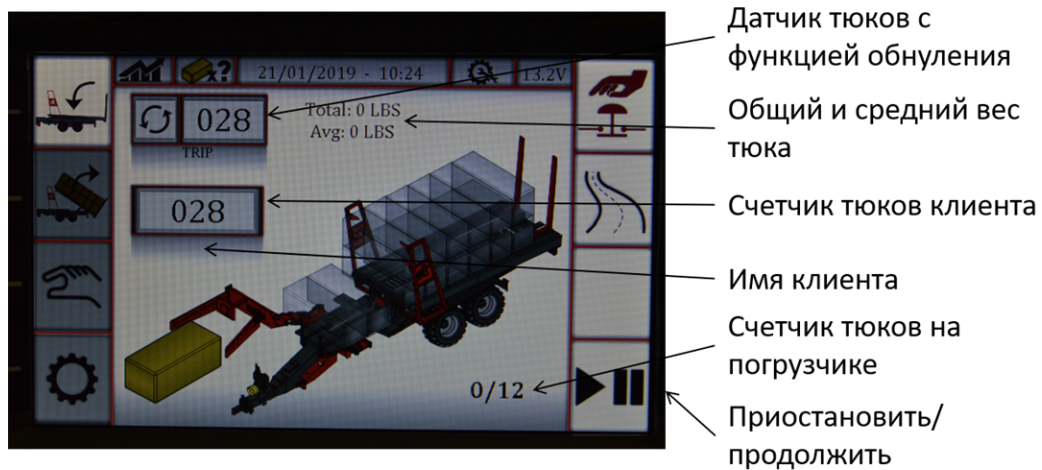 Датчик тюков с
функцией обнуления
x?
21/01/2019 - 10:24
13.2V
028
Total: 0 LBS
Avg: 0 LBS
TRIP
Общий и средний вес
тюка
028
Счетчик тюков клиента
Имя клиента
Счетчик тюков на
погрузчике
0/12
Приостановить/
продолжить